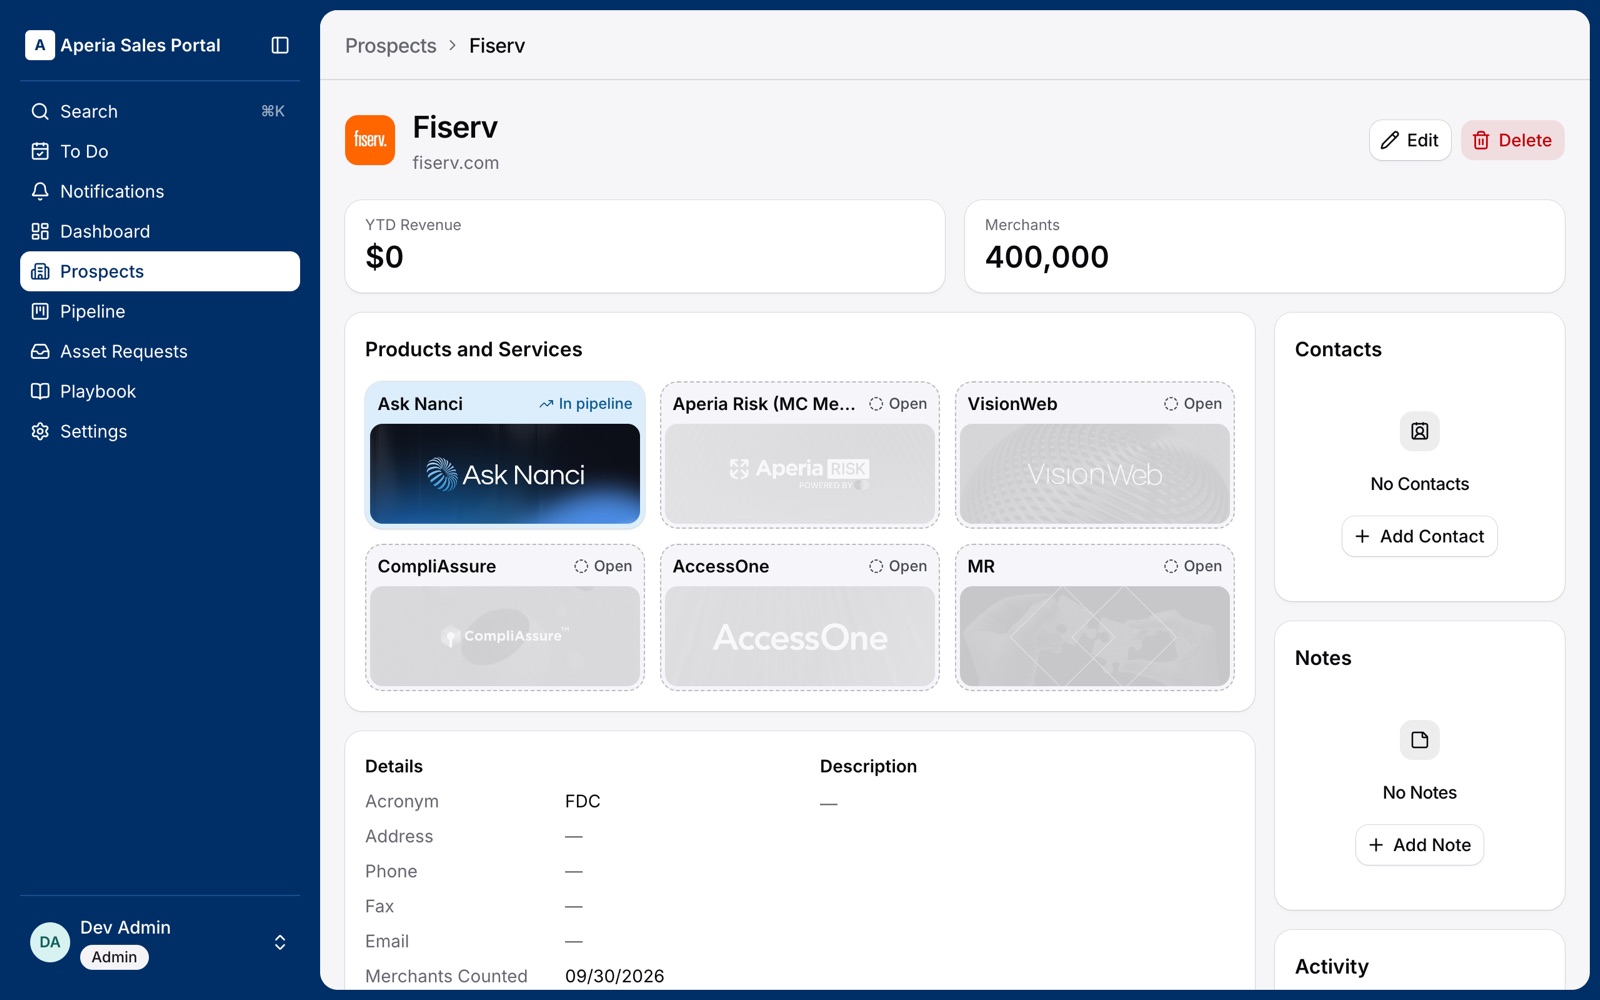 A Aperia Sales Portal
Search ⌘K
To Do
Notifications
Dashboard
Prospects
Pipeline
Asset Requests
Playbook
Settings
DA
Dev Admin
Admin
Prospects > Fiserv
fiserv.
Fiserv
fiserv.com
Edit
Delete
YTD Revenue
$0
Merchants
400,000
Products and Services
Ask Nanci In pipeline
Ask Nanci
Aperia Risk (MC Me... Open
Aperia RISK
POWERED BY
VisionWeb Open
VisionWeb
CompliAssure Open
CompliAssure™
AccessOne Open
AccessOne
MR Open
Details
Acronym FDC
Address —
Phone —
Fax —
Email —
Merchants Counted 09/30/2026
Description
—
Contacts
No Contacts
+ Add Contact
Notes
No Notes
+ Add Note
Activity